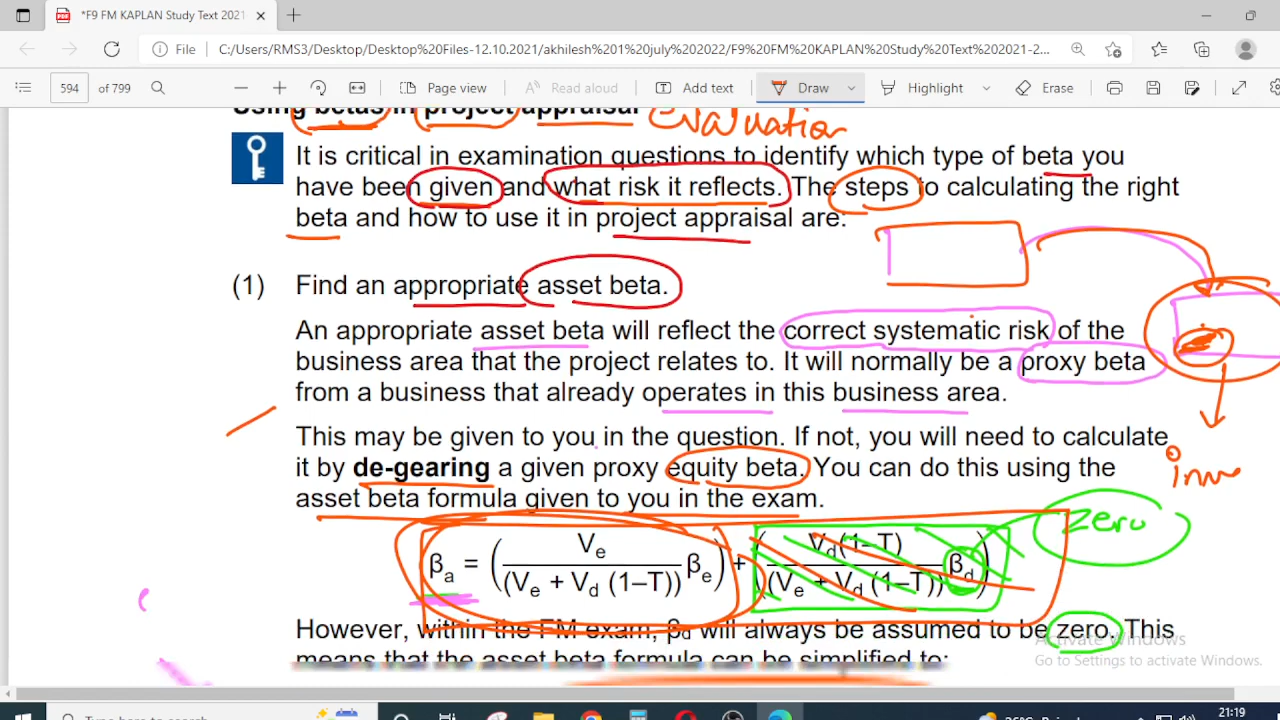 *F9 FM KAPLAN Study Text 2021
File C:/Users/RMS3/Desktop/Desktop%20Files-12.10.2021/akhilesh%201%20july%202022/F9%20FM%20KAPLAN%20Study%20Text%202021-2...
594 of 799 Page view Read aloud Add text Draw Highlight Erase
Using betas in project appraisal evaluation
It is critical in examination questions to identify which type of beta you
have been given and what risk it reflects. The steps to calculating the right
beta and how to use it in project appraisal are:
(1) Find an appropriate asset beta.
An appropriate asset beta will reflect the correct systematic risk of the
business area that the project relates to. It will normally be a proxy beta
from a business that already operates in this business area.
This may be given to you in the question. If not, you will need to calculate
it by de-gearing a given proxy equity beta. You can do this using the
asset beta formula given to you in the exam.
zero
βa = (Ve / (Ve + Vd (1–T)) βe) + (Vd(1–T) / (Ve + Vd (1–T)) βd)
However, within the FM exam, βd will always be assumed to be zero. This
means that the asset beta formula can be simplified to:
Activate Windows
Go to Settings to activate Windows.
Type here to search
21:19